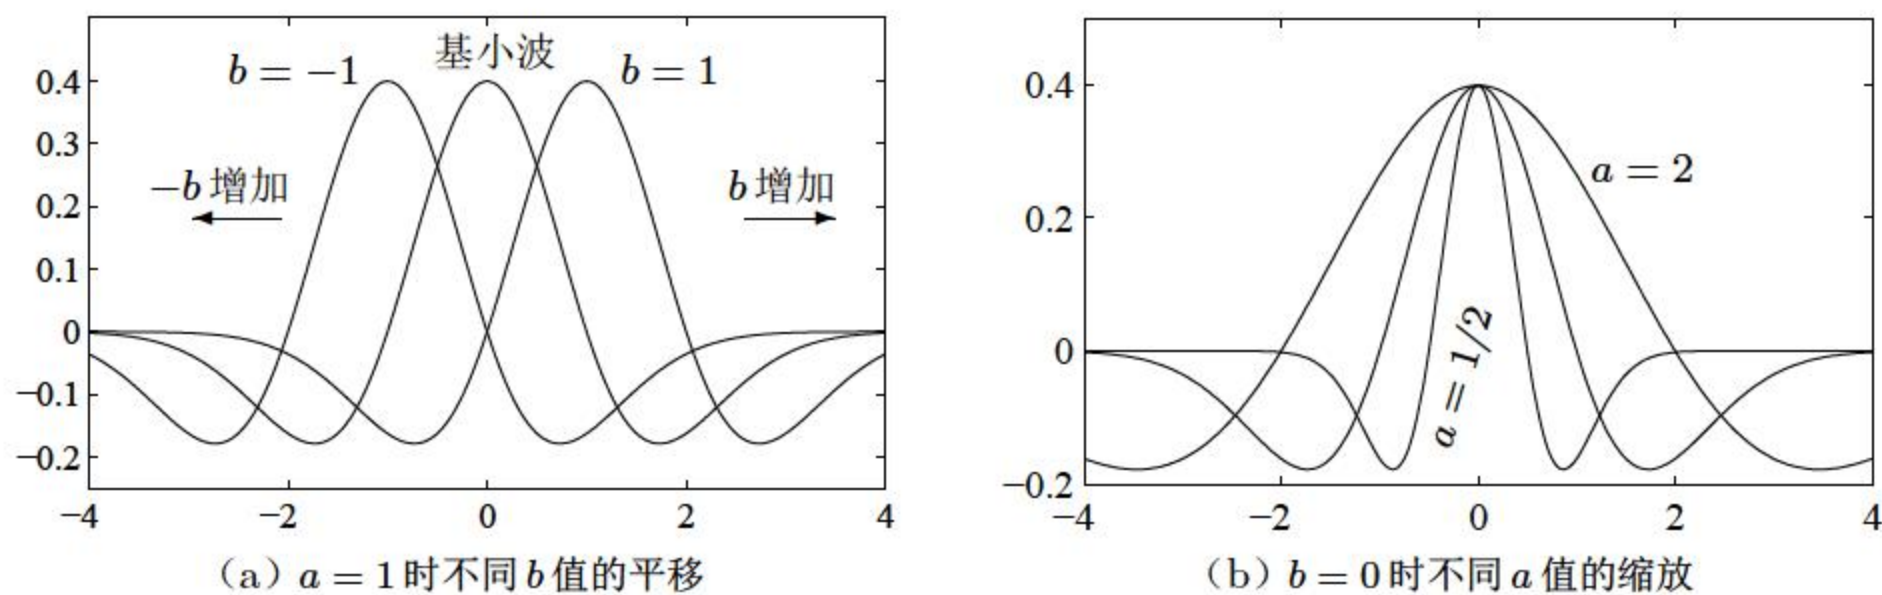 基小波
b = −1
b = 1
0.4
0.3
−b 增加
b 增加
0.2
0.1
0
−0.1
−0.2
−4
−2
0
2
4
（a）a = 1 时不同 b 值的平移
0.4
a = 2
0.2
a = 1/2
0
−0.2
−4
−2
0
2
4
（b）b = 0 时不同 a 值的缩放